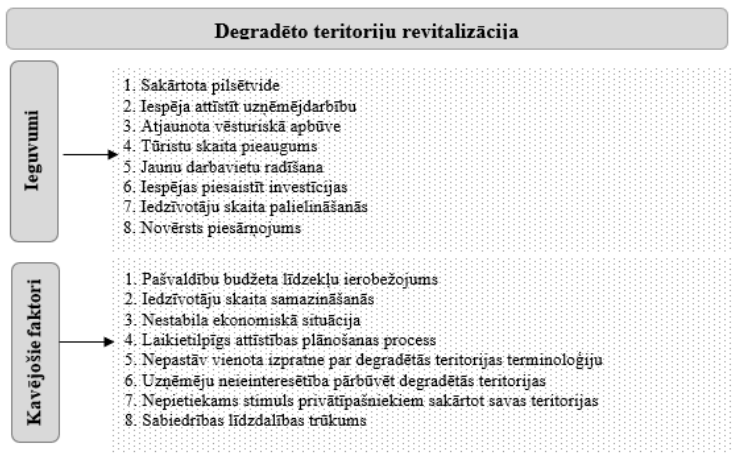 Degradēto teritoriju revitalizācija
Ieguvumi
1. Sakārtota pilsētvide
2. Iespēja attīstīt uzņēmējdarbību
3. Atjaunota vēsturiskā apbūve
4. Tūristu skaita pieaugums
5. Jaunu darbavietu radīšana
6. Iespējas piesaistīt investīcijas
7. Iedzīvotāju skaita palielināšanās
8. Novērsts piesārņojums
Kavējošie faktori
1. Pašvaldību budžeta līdzekļu ierobežojums
2. Iedzīvotāju skaita samazināšanās
3. Nestabila ekonomiskā situācija
4. Laikietilpīgs attīstības plānošanas process
5. Nepastāv vienota izpratne par degradētās teritorijas terminoloģiju
6. Uzņēmēju neieinteresētība pārbūvēt degradētās teritorijas
7. Nepietiekams stimuls privātīpašniekiem sakārtot savas teritorijas
8. Sabiedrības līdzdalības trūkums